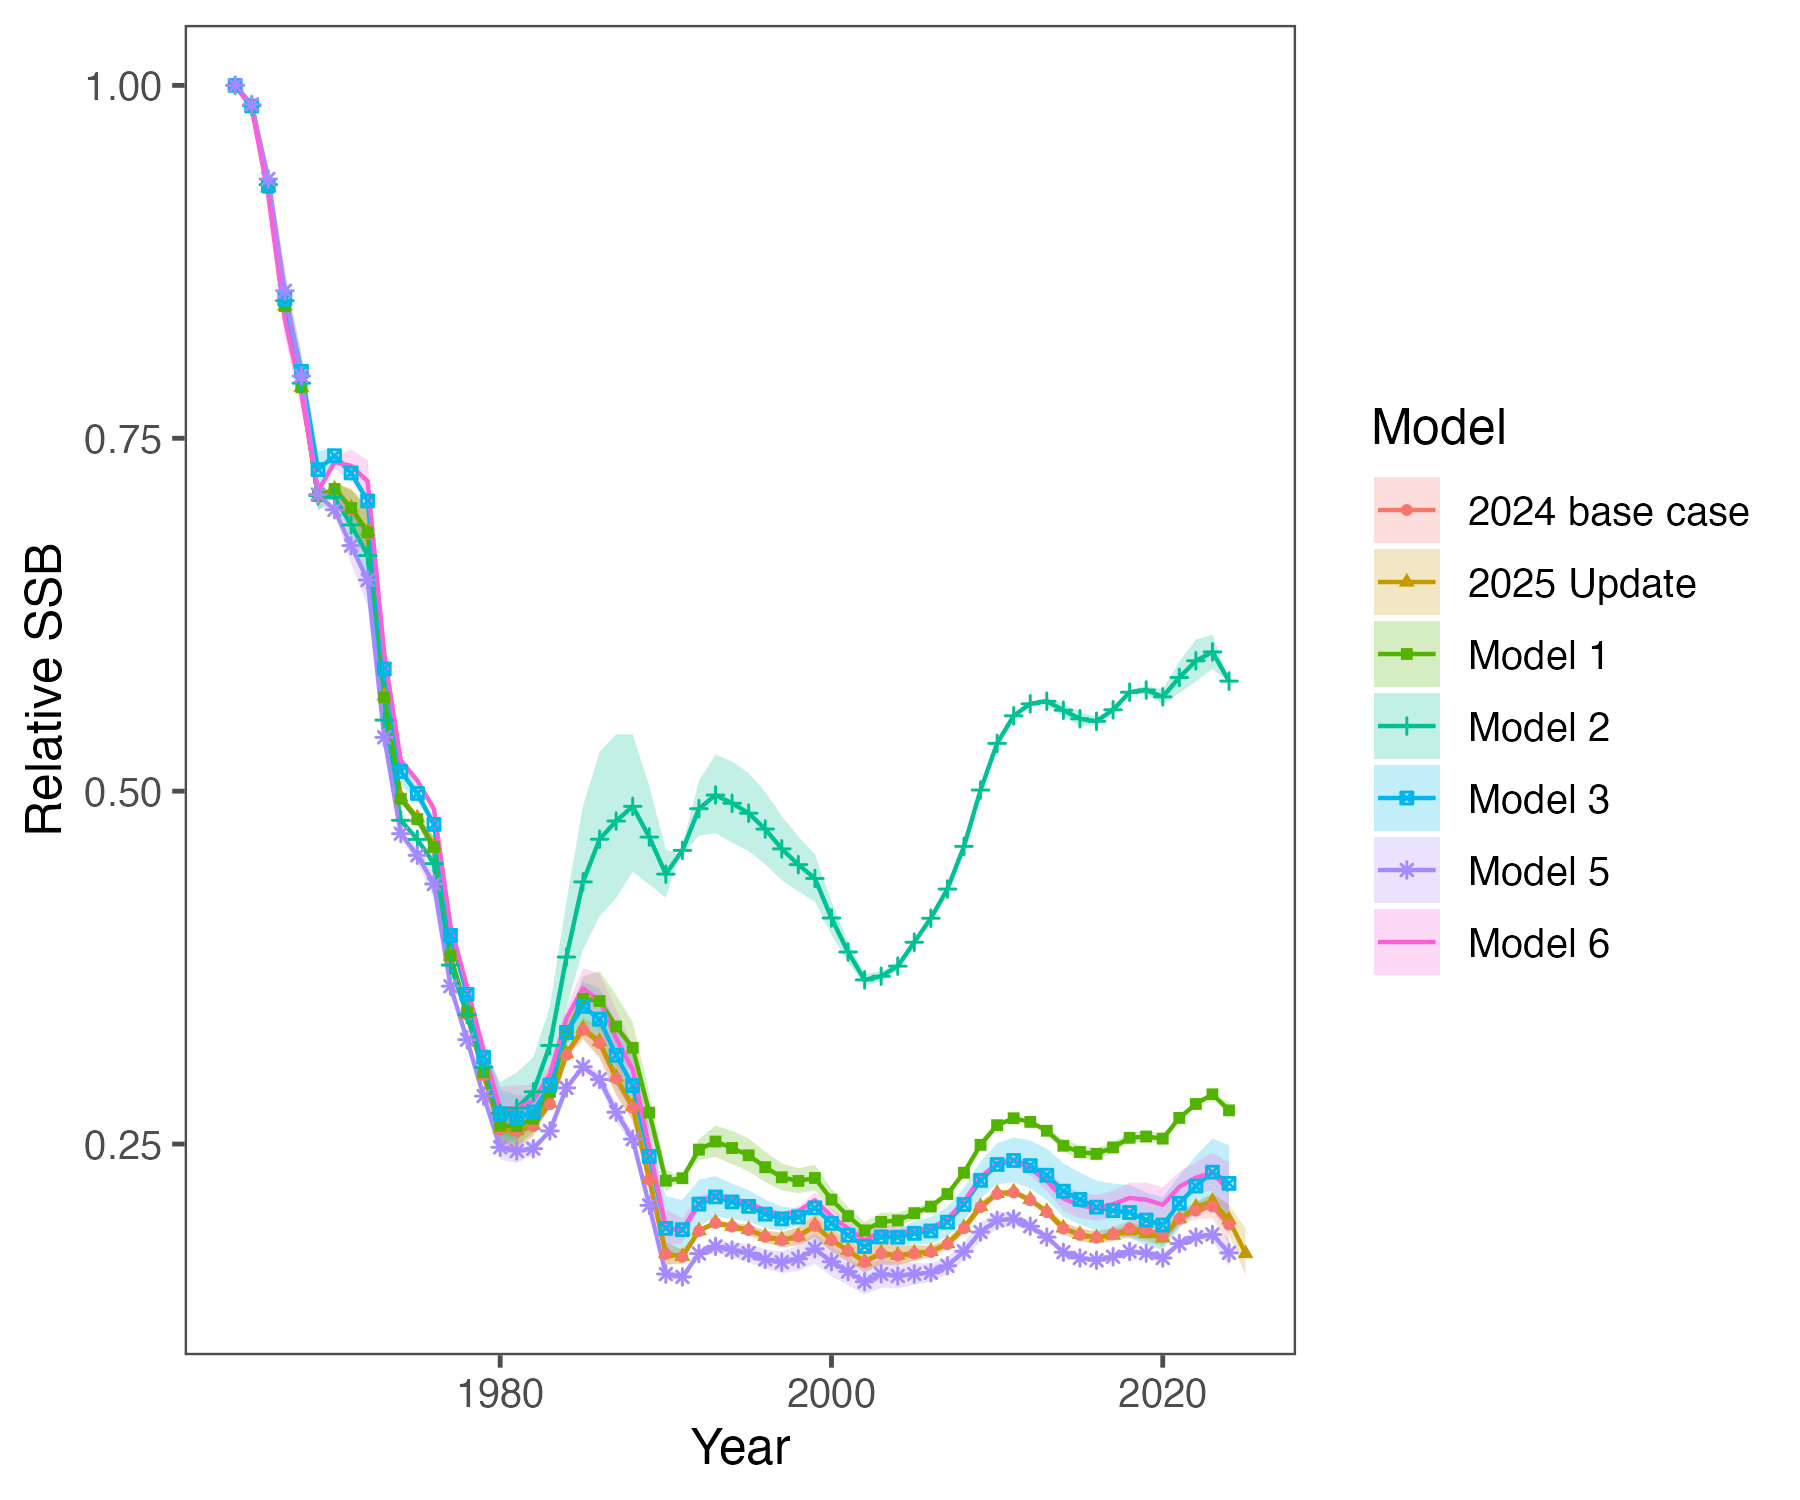 1.00
0.75
0.50
0.25
Relative SSB
1980
2000
2020
Year
Model
2024 base case
2025 Update
Model 1
Model 2
Model 3
Model 5
Model 6